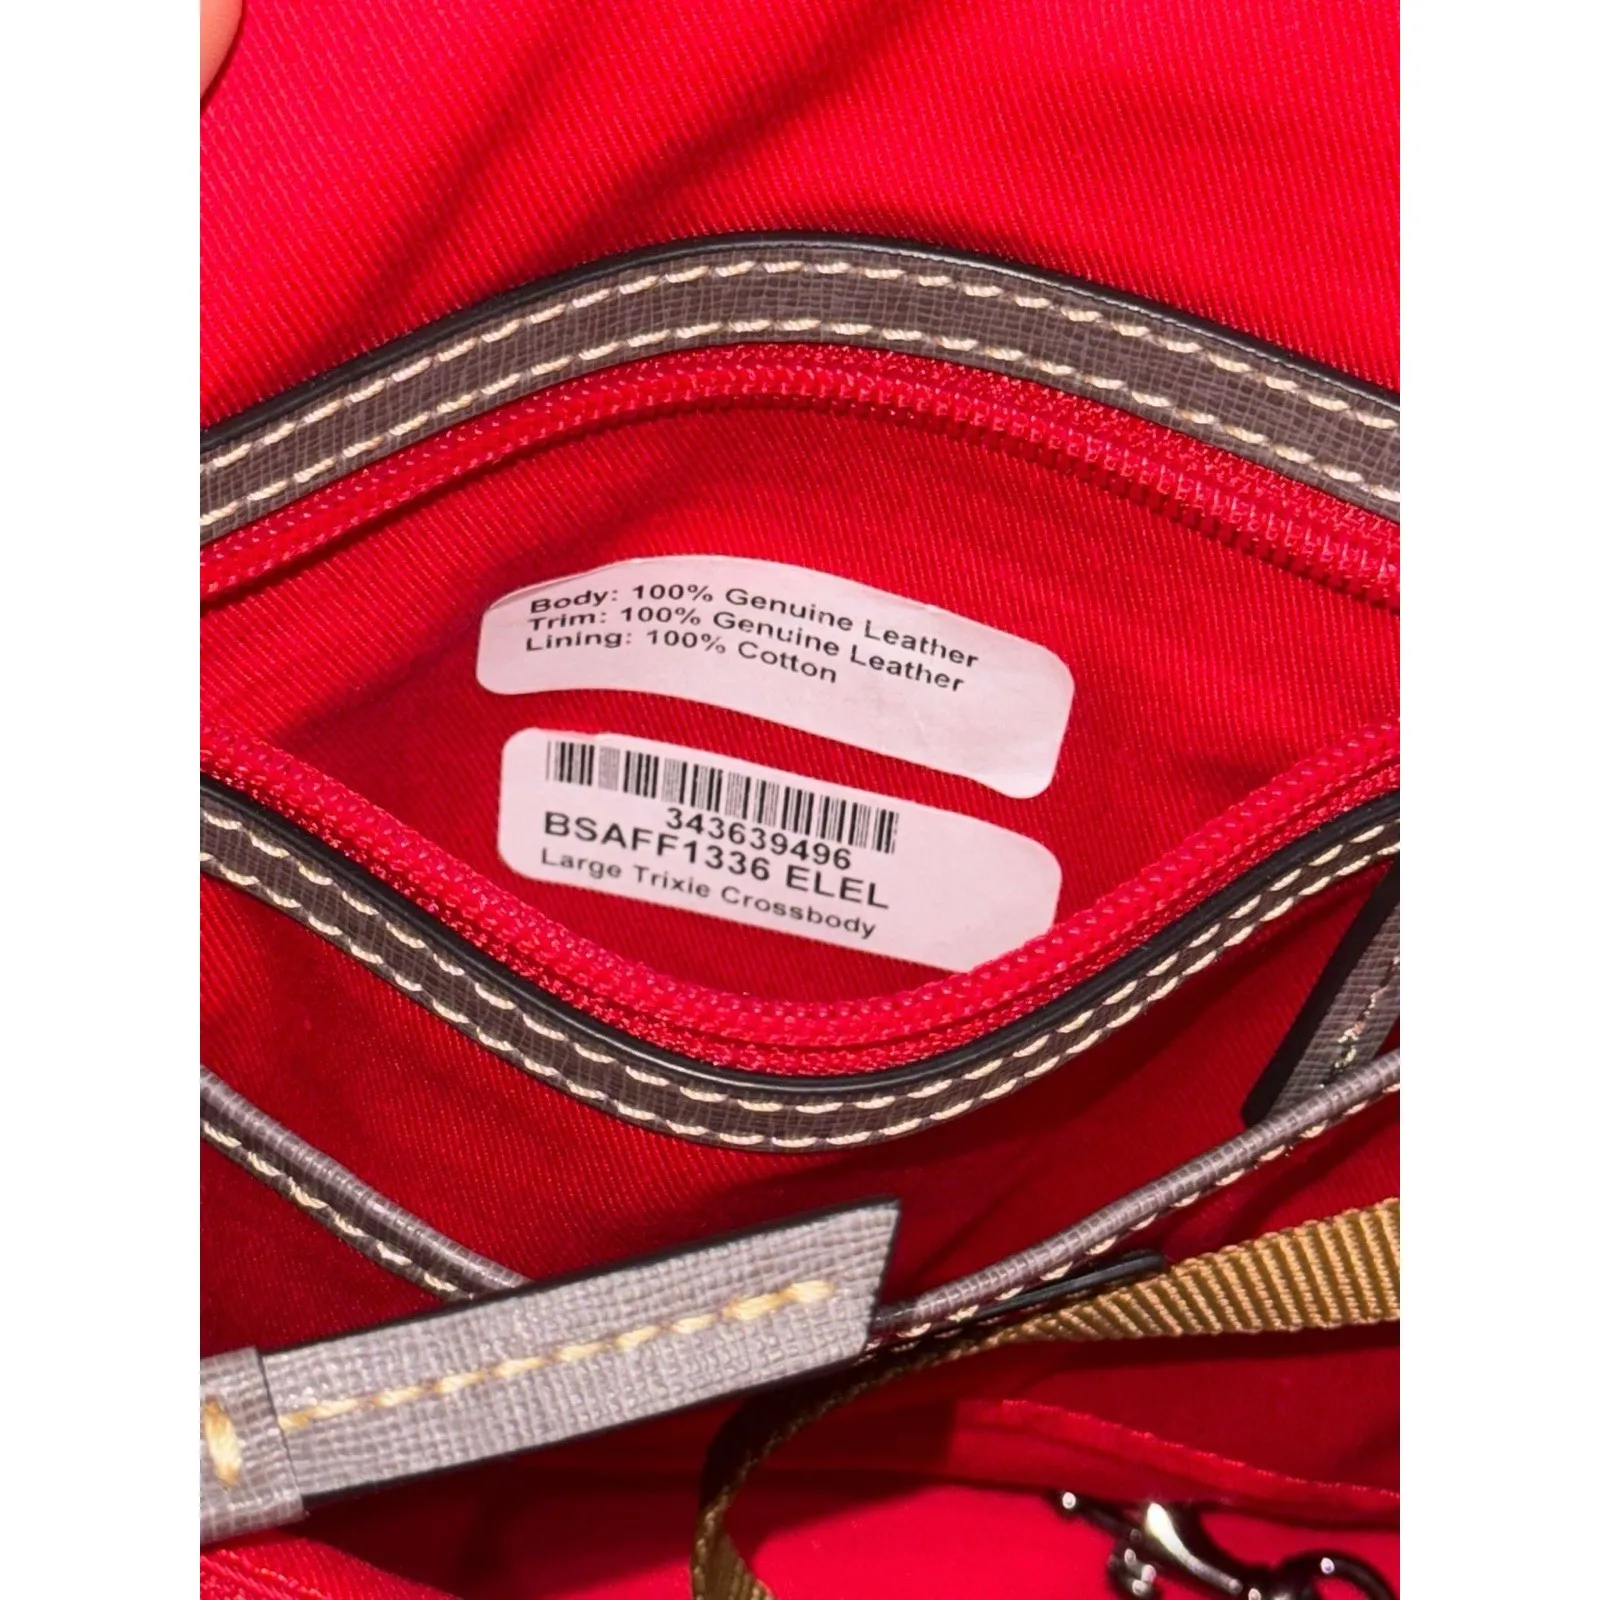 Body: 100% Genuine Leather
Trim: 100% Genuine Leather
Lining: 100% Cotton
343639496
BSAFF1336 ELEL
Large Trixie Crossbody